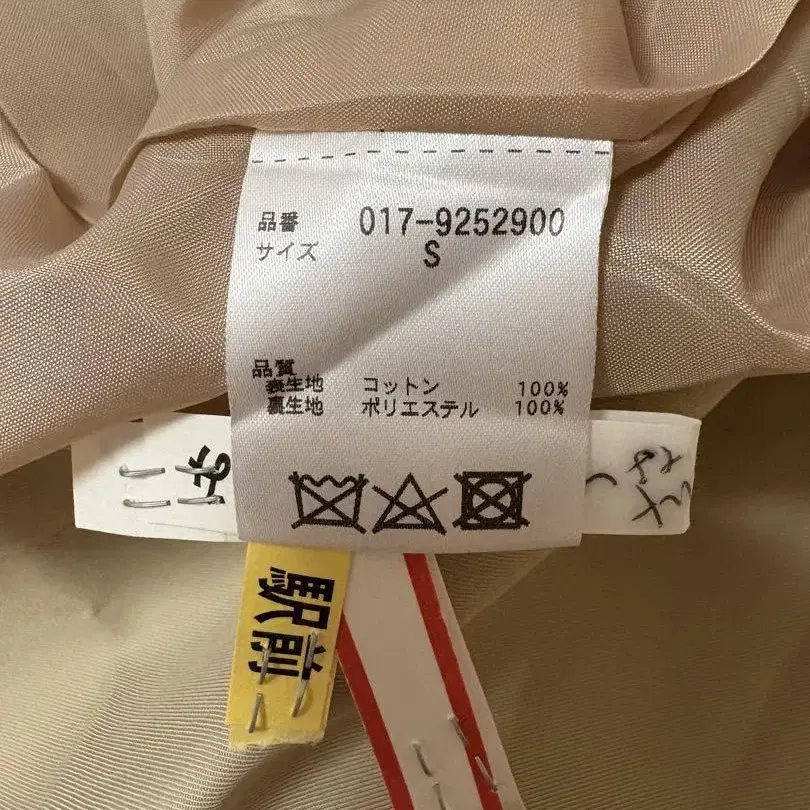 品番 017-9252900
サイズ S
品質
表生地 コットン 100%
裏生地 ポリエステル 100%
駅前